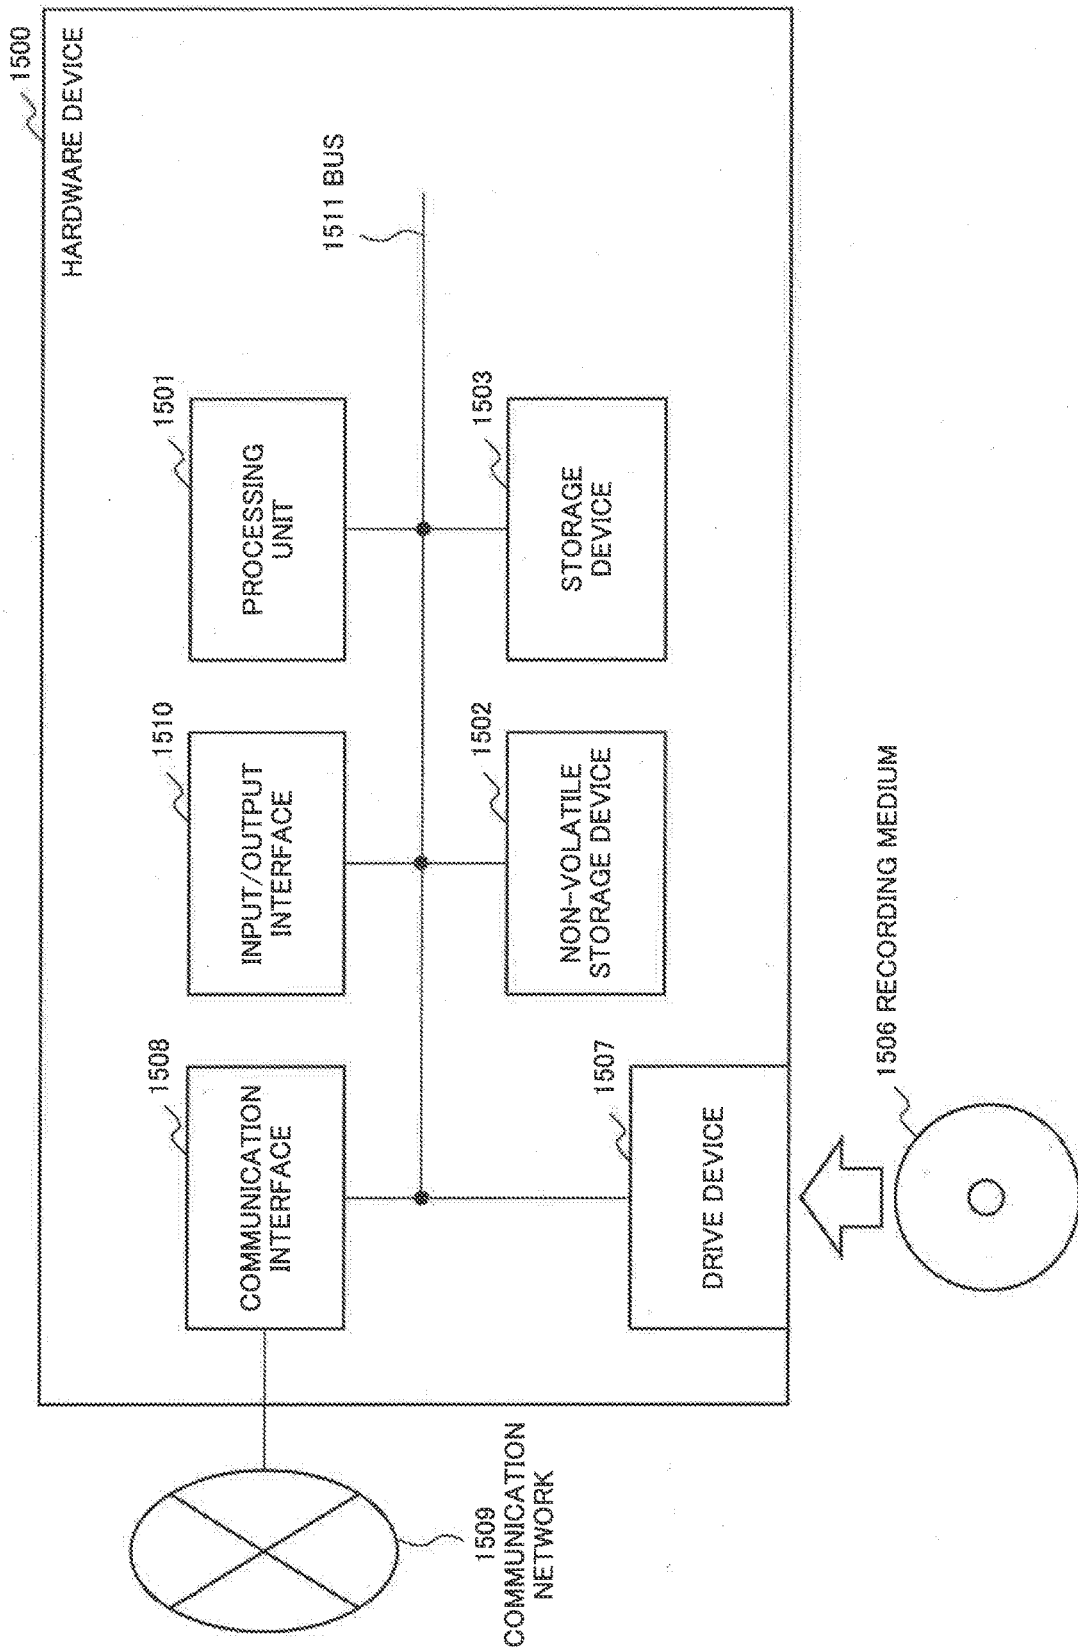 1500
HARDWARE DEVICE
1508
COMMUNICATION
INTERFACE
1510
INPUT/OUTPUT
INTERFACE
1501
PROCESSING
UNIT
1511 BUS
1509
COMMUNICATION
NETWORK
1507
DRIVE DEVICE
1502
NON-VOLATILE
STORAGE DEVICE
1503
STORAGE
DEVICE
1506 RECORDING MEDIUM